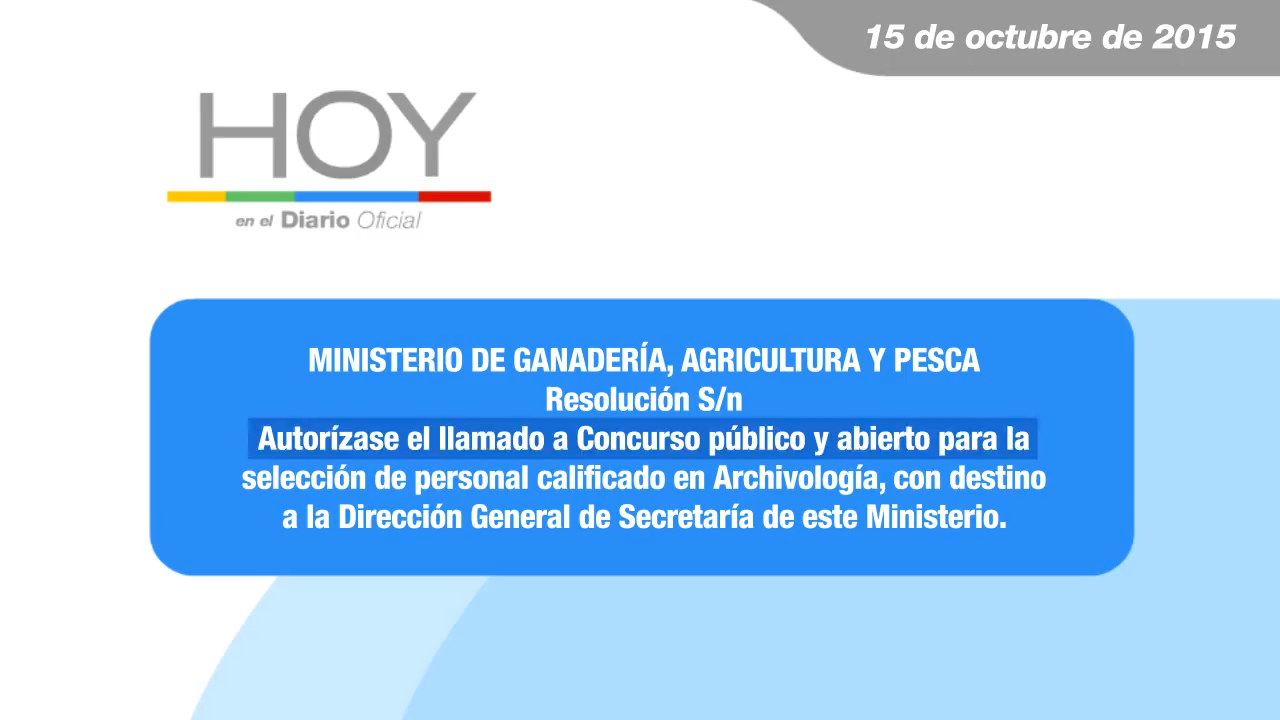 15 de octubre de 2015
HOY
en el Diario Oficial
MINISTERIO DE GANADERÍA, AGRICULTURA Y PESCA
Resolución S/n
Autorízase el llamado a Concurso público y abierto para la
selección de personal calificado en Archivología, con destino
a la Dirección General de Secretaría de este Ministerio.